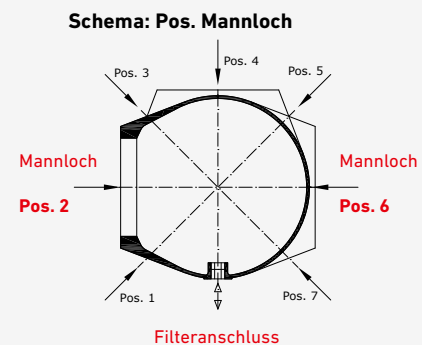 Schema: Pos. Mannloch
Pos. 4
Pos. 3
Pos. 5
Mannloch
Mannloch
Pos. 2
Pos. 6
Pos. 1
Pos. 7
Filteranschluss